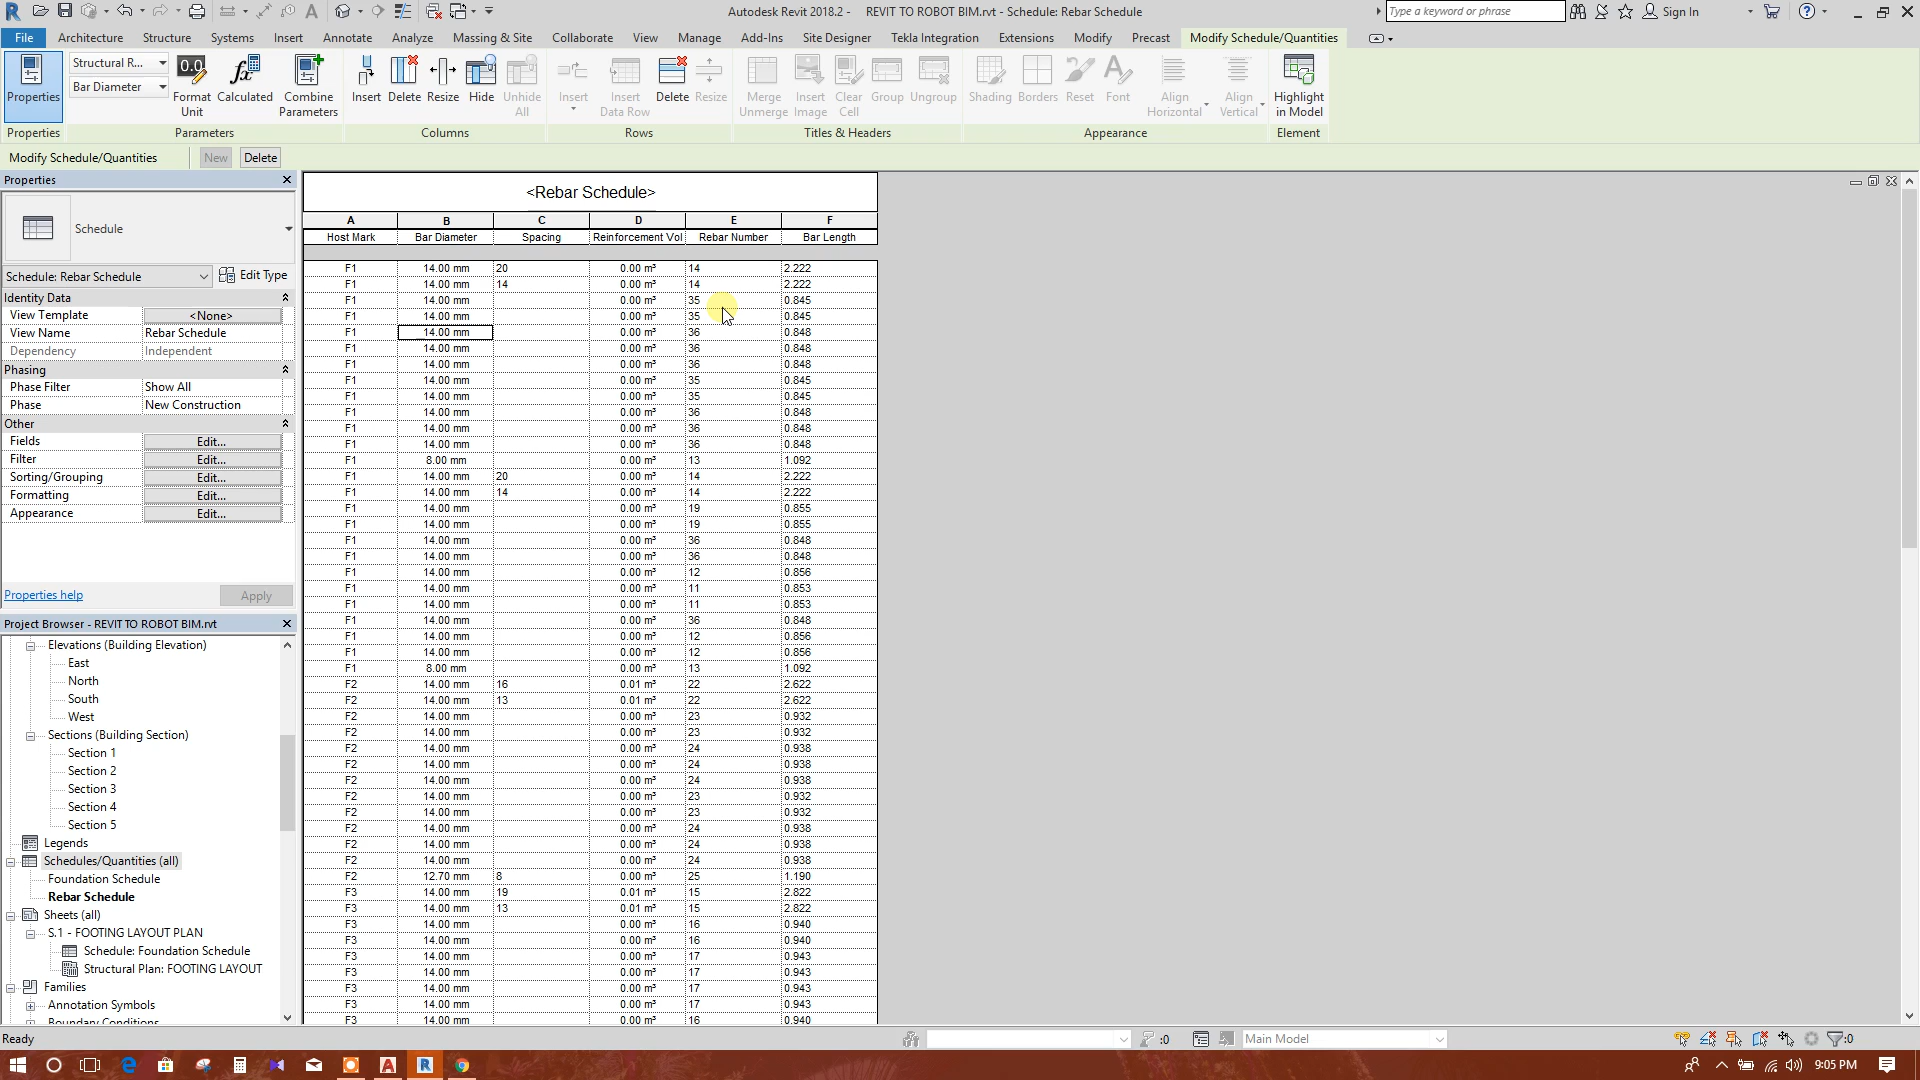 Autodesk Revit 2018.2 - REVIT TO ROBOT BIM.rvt - Schedule: Rebar Schedule
Type a keyword or phrase
Sign In
File Architecture Structure Systems Insert Annotate Analyze Massing & Site Collaborate View Manage Add-Ins Site Designer Tekla Integration Extensions Modify Precast Modify Schedule/Quantities
Structural R...
Bar Diameter
0.0
Properties Format Unit Calculated Combine Parameters Insert Delete Resize Hide Unhide All Insert Insert Data Row Delete Resize Merge Unmerge Insert Image Clear Cell Group Ungroup Shading Borders Reset Font Align Horizontal Align Vertical Highlight in Model
Properties Parameters Columns Rows Titles & Headers Appearance Element
Modify Schedule/Quantities New Delete
Properties
Schedule
Schedule: Rebar Schedule Edit Type
Identity Data
View Template <None>
View Name Rebar Schedule
Dependency Independent
Phasing
Phase Filter Show All
Phase New Construction
Other
Fields Edit...
Filter Edit...
Sorting/Grouping Edit...
Formatting Edit...
Appearance Edit...
Properties help Apply
Project Browser - REVIT TO ROBOT BIM.rvt
Elevations (Building Elevation)
East
North
South
West
Sections (Building Section)
Section 1
Section 2
Section 3
Section 4
Section 5
Legends
Schedules/Quantities (all)
Foundation Schedule
Rebar Schedule
Sheets (all)
S.1 - FOOTING LAYOUT PLAN
Schedule: Foundation Schedule
Structural Plan: FOOTING LAYOUT
Families
Annotation Symbols
Boundary Conditions
<Rebar Schedule>
A B C D E F
Host Mark Bar Diameter Spacing Reinforcement Vol Rebar Number Bar Length
F1 14.00 mm 20 0.00 m³ 14 2.222
F1 14.00 mm 14 0.00 m³ 14 2.222
F1 14.00 mm 0.00 m³ 35 0.845
F1 14.00 mm 0.00 m³ 35 0.845
F1 14.00 mm 0.00 m³ 36 0.848
F1 14.00 mm 0.00 m³ 36 0.848
F1 14.00 mm 0.00 m³ 36 0.848
F1 14.00 mm 0.00 m³ 35 0.845
F1 14.00 mm 0.00 m³ 35 0.845
F1 14.00 mm 0.00 m³ 36 0.848
F1 14.00 mm 0.00 m³ 36 0.848
F1 14.00 mm 0.00 m³ 36 0.848
F1 8.00 mm 0.00 m³ 13 1.092
F1 14.00 mm 20 0.00 m³ 14 2.222
F1 14.00 mm 14 0.00 m³ 14 2.222
F1 14.00 mm 0.00 m³ 19 0.855
F1 14.00 mm 0.00 m³ 19 0.855
F1 14.00 mm 0.00 m³ 36 0.848
F1 14.00 mm 0.00 m³ 36 0.848
F1 14.00 mm 0.00 m³ 12 0.856
F1 14.00 mm 0.00 m³ 11 0.853
F1 14.00 mm 0.00 m³ 11 0.853
F1 14.00 mm 0.00 m³ 36 0.848
F1 14.00 mm 0.00 m³ 12 0.856
F1 14.00 mm 0.00 m³ 12 0.856
F1 8.00 mm 0.00 m³ 13 1.092
F2 14.00 mm 16 0.01 m³ 22 2.622
F2 14.00 mm 13 0.01 m³ 22 2.622
F2 14.00 mm 0.00 m³ 23 0.932
F2 14.00 mm 0.00 m³ 23 0.932
F2 14.00 mm 0.00 m³ 24 0.938
F2 14.00 mm 0.00 m³ 24 0.938
F2 14.00 mm 0.00 m³ 24 0.938
F2 14.00 mm 0.00 m³ 23 0.932
F2 14.00 mm 0.00 m³ 23 0.932
F2 14.00 mm 0.00 m³ 24 0.938
F2 14.00 mm 0.00 m³ 24 0.938
F2 14.00 mm 0.00 m³ 24 0.938
F2 12.70 mm 8 0.00 m³ 25 1.190
F3 14.00 mm 19 0.01 m³ 15 2.822
F3 14.00 mm 13 0.01 m³ 15 2.822
F3 14.00 mm 0.00 m³ 16 0.940
F3 14.00 mm 0.00 m³ 16 0.940
F3 14.00 mm 0.00 m³ 17 0.943
F3 14.00 mm 0.00 m³ 17 0.943
F3 14.00 mm 0.00 m³ 17 0.943
F3 14.00 mm 0.00 m³ 17 0.943
F3 14.00 mm 0.00 m³ 16 0.940
Ready :0 Main Model :0
9:05 PM